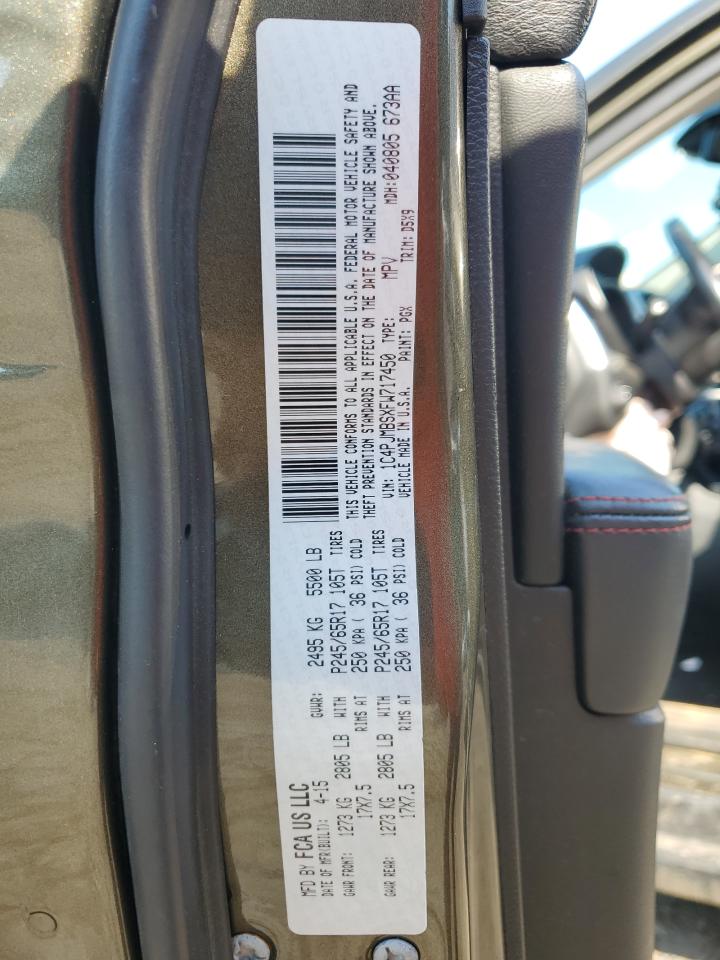 MFD BY FCA US LLC
DATE OF MFR(BUILT): 4-15 GVWR: 2495 KG 5500 LB
GAWR FRONT: 1273 KG 2805 LB WITH P245/65R17 105T TIRES
17X7.5 RIMS AT 250 KPA ( 36 PSI) COLD
GAWR REAR: 1273 KG 2805 LB WITH P245/65R17 105T TIRES
17X7.5 RIMS AT 250 KPA ( 36 PSI) COLD
THIS VEHICLE CONFORMS TO ALL APPLICABLE U.S.A. FEDERAL MOTOR VEHICLE SAFETY AND
THEFT PREVENTION STANDARDS IN EFFECT ON THE DATE OF MANUFACTURE SHOWN ABOVE.
VIN: 1C4PJMBSXFW717450 TYPE: MPV MDH:040805 673AA
VEHICLE MADE IN U.S.A. PAINT: PGX TRIM: D5X9